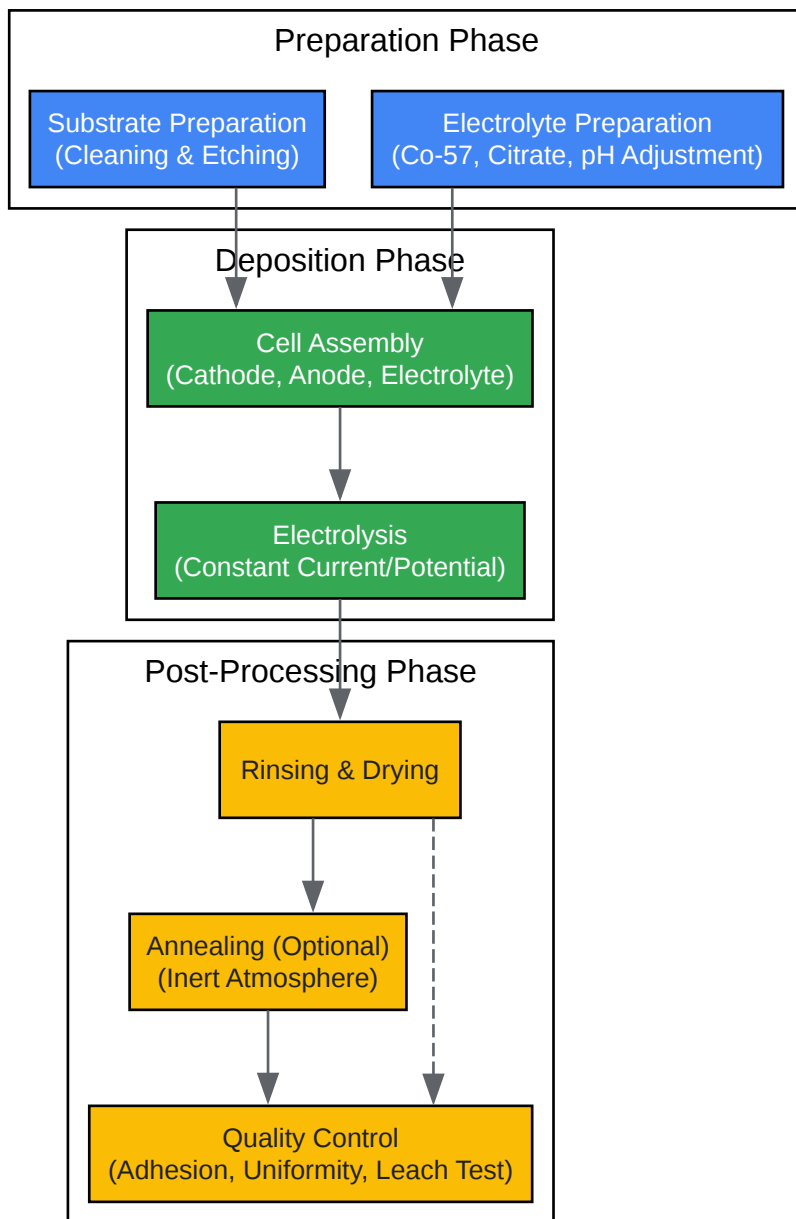 Preparation Phase
Substrate Preparation
(Cleaning & Etching)
Electrolyte Preparation
(Co-57, Citrate, pH Adjustment)
Deposition Phase
Cell Assembly
(Cathode, Anode, Electrolyte)
Electrolysis
(Constant Current/Potential)
Post-Processing Phase
Rinsing & Drying
Annealing (Optional)
(Inert Atmosphere)
Quality Control
(Adhesion, Uniformity, Leach Test)